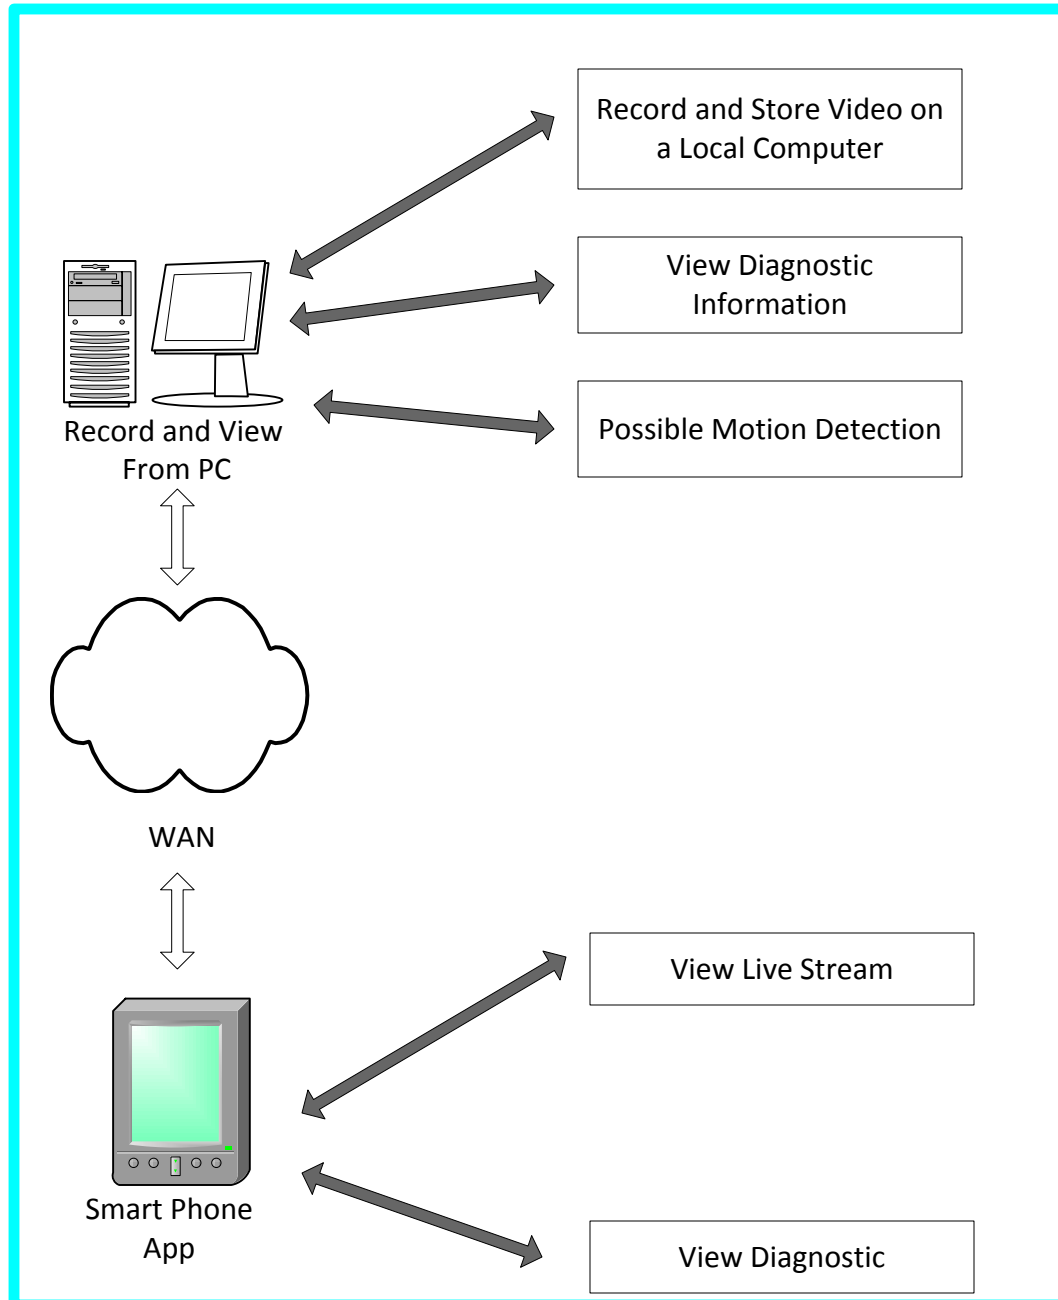 Record and Store Video on
a Local Computer
View Diagnostic
Information
Possible Motion Detection
Record and View
From PC
WAN
View Live Stream
Smart Phone
App
View Diagnostic